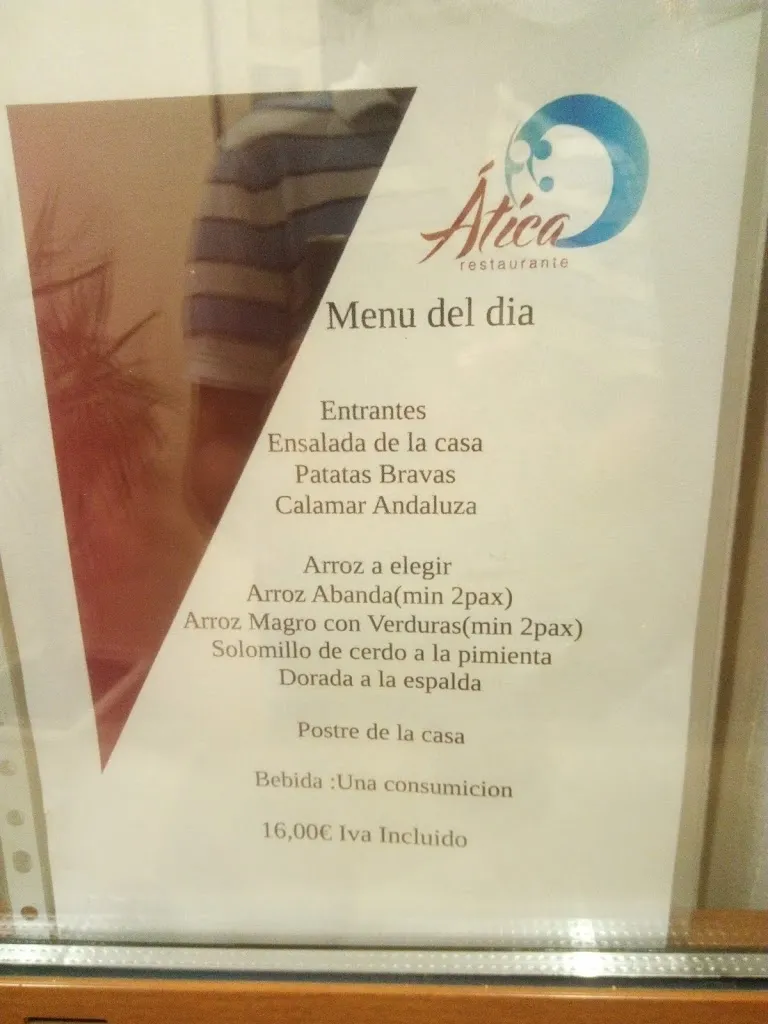 Ática
restaurante
Menu del dia
Entrantes
Ensalada de la casa
Patatas Bravas
Calamar Andaluza
Arroz a elegir
Arroz Abanda(min 2pax)
Arroz Magro con Verduras(min 2pax)
Solomillo de cerdo a la pimienta
Dorada a la espalda
Postre de la casa
Bebida :Una consumicion
16,00€ Iva Incluido